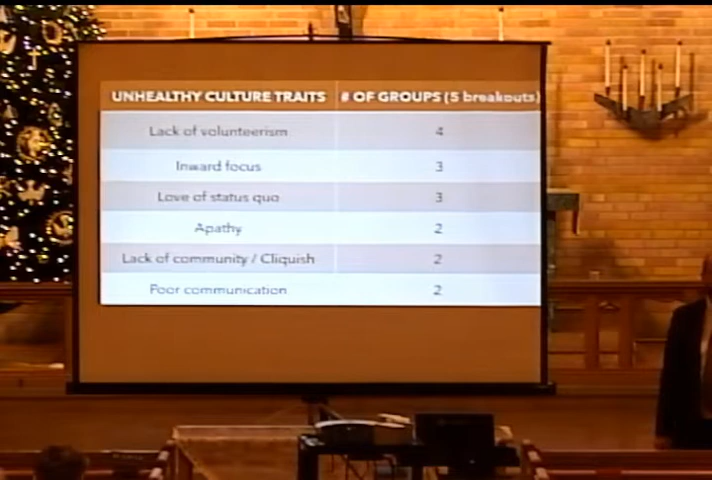 UNHEALTHY CULTURE TRAITS # OF GROUPS (5 breakouts)
Lack of volunteerism 4
Inward focus 3
Love of status quo 3
Apathy 2
Lack of community / Cliquish 2
Poor communication 2